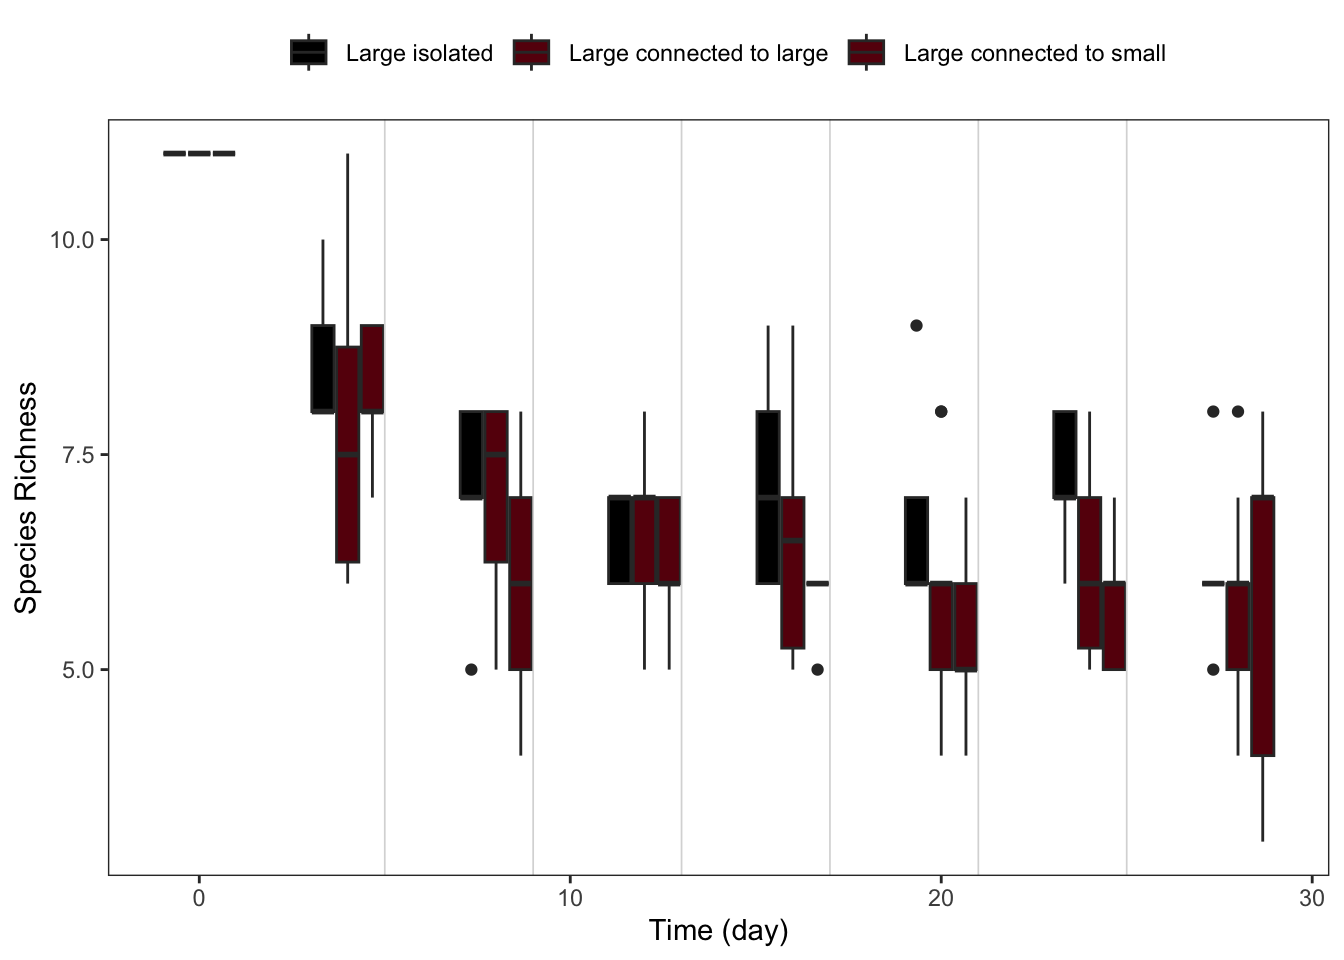 Large isolated Large connected to large Large connected to small
10.0
7.5
5.0
Species Richness
0 10 20 30
Time (day)